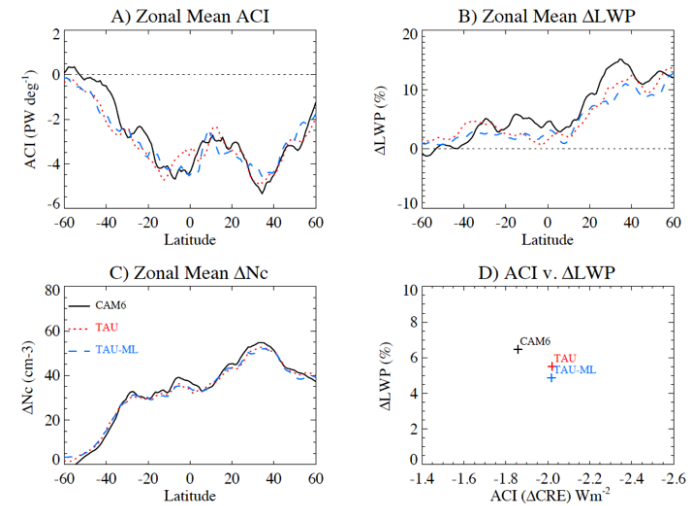 A) Zonal Mean ACI
2
0
-2
-4
-6
ACI (PW deg-1)
-60 -40 -20 0 20 40 60
Latitude
B) Zonal Mean ΔLWP
20
10
0
-10
ΔLWP (%)
-60 -40 -20 0 20 40 60
Latitude
C) Zonal Mean ΔNc
80
60
40
20
0
ΔNc (cm-3)
CAM6
TAU
TAU-ML
-60 -40 -20 0 20 40 60
Latitude
D) ACI v. ΔLWP
10
8
6
4
2
0
ΔLWP (%)
CAM6
TAU
TAU-ML
-1.4 -1.6 -1.8 -2.0 -2.2 -2.4 -2.6
ACI (ΔCRE) Wm-2